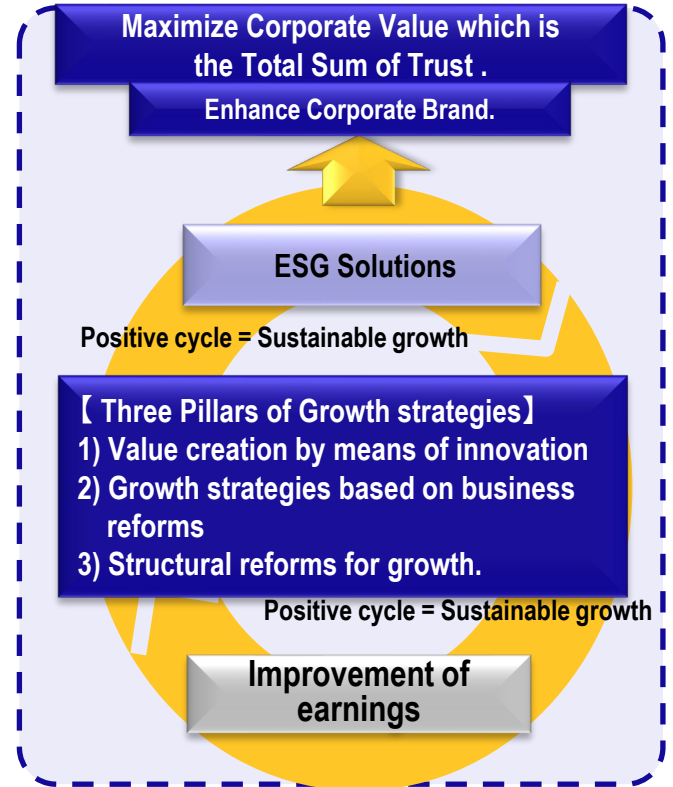 Maximize Corporate Value which is
the Total Sum of Trust .
Enhance Corporate Brand.
ESG Solutions
Positive cycle = Sustainable growth
【 Three Pillars of Growth strategies】
1) Value creation by means of innovation
2) Growth strategies based on business
reforms
3) Structural reforms for growth.
Positive cycle = Sustainable growth
Improvement of
earnings